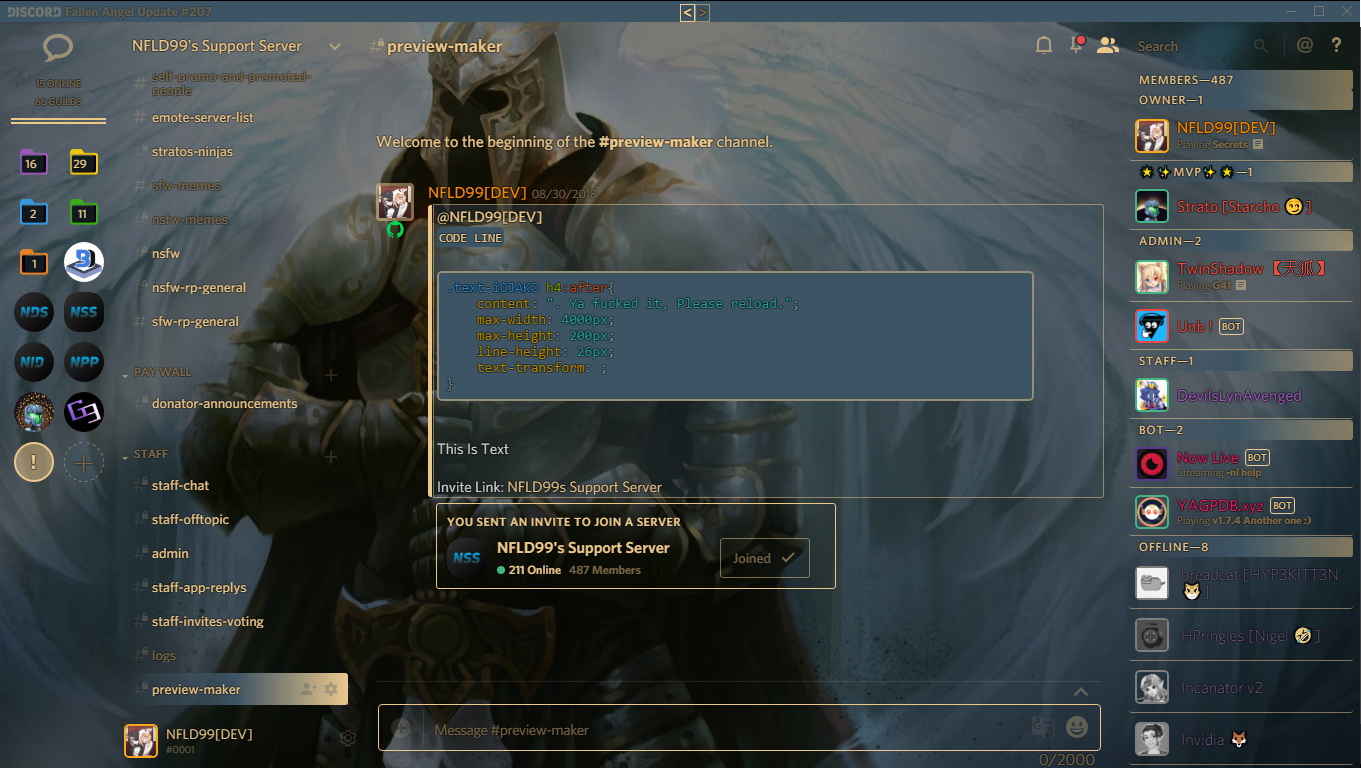 DISCORD Fallen Angel Update #207
< >
NFLD99's Support Server
15 ONLINE
66 GUILDS
16
29
2
11
1
NDS
NSS
NID
NPP
!
self-promo-and-promoted-
people
emote-server-list
stratos-ninjas
sfw-memes
nsfw-memes
nsfw
nsfw-rp-general
sfw-rp-general
PAY WALL
donator-announcements
STAFF
staff-chat
staff-offtopic
admin
staff-app-replys
staff-invites-voting
logs
preview-maker
NFLD99[DEV]
#0001
#preview-maker
Search
@ ?
Welcome to the beginning of the #preview-maker channel.
NFLD99[DEV] 08/30/2018
@NFLD99[DEV]
CODE LINE
.text-iOJAKO h4:after{
content: ". Ya fucked it, Please reload.";
max-width: 4000px;
max-height: 200px;
line-height: 26px;
text-transform: ;
}
This Is Text
Invite Link: NFLD99s Support Server
YOU SENT AN INVITE TO JOIN A SERVER
NSS
NFLD99's Support Server
211 Online 487 Members
Joined
Message #preview-maker
0/2000
MEMBERS—487
OWNER—1
NFLD99[DEV]
Playing Secrets
MVP —1
Strato [Starcho 😏 ]
ADMIN—2
TwinShadow 【天狐】
Playing G41
Unb ! BOT
STAFF—1
DevilsLynAvenged
BOT—2
Now Live BOT
Streaming -nl help
YAGPDB.xyz BOT
Playing v1.7.4 Another one :)
OFFLINE—8
breadcat [HYP3KITT3N
🐱 ]
HPringles [Nigel 🤣 ]
Incanator v2
Invidia 🦊